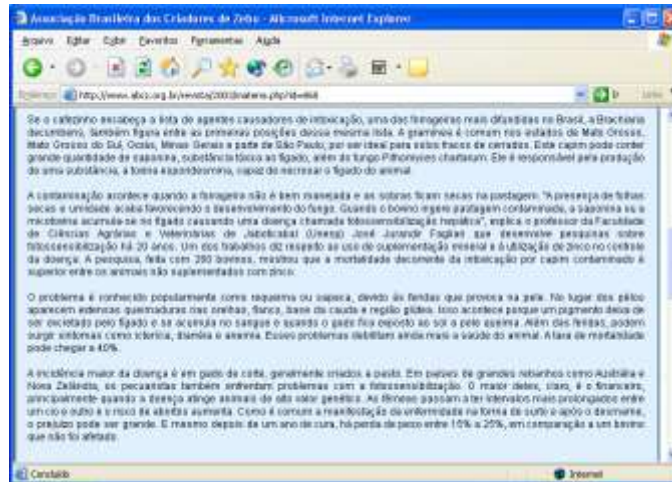 Associação Brasileira dos Criadores de Zebu - Microsoft Internet Explorer
Arquivo Editar Exibir Favoritos Ferramentas Ajuda
Se o cafezinho encabeça a lista de agentes causadores de intoxicação, uma das forrageiras mais difundidas no Brasil, a Brachiaria
decumbens, também figura entre as primeiras posições dessa mesma lista. A gramínea é comum nos estados de Mato Grosso,
Mato Grosso do Sul, Goiás, Minas Gerais e parte de São Paulo, por ser ideal para solos fracos de cerrados. Este capim pode conter
grande quantidade de saponina, substância tóxica ao fígado, além do fungo Pithomyces chartarum. Ele é responsável pela produção
de uma substância, a toxina esporidesmina, capaz de necrosar o fígado do animal.
A contaminação acontece quando a forrageira não é bem manejada e as sobras ficam secas na pastagem. "A presença de folhas
secas e umidade acaba favorecendo o desenvolvimento do fungo. Quando o bovino ingere pastagem contaminada, a saponina ou a
micotoxina acumula-se no fígado causando uma doença chamada fotossensibilização hepática", explica o professor da Faculdade
de Ciências Agrárias e Veterinárias de Jaboticabal (Unesp) José Jurandir Fagliari que desenvolve pesquisas sobre
fotossensibilização há 20 anos. Um dos trabalhos diz respeito ao uso de suplementação mineral e à utilização de zinco no controle
da doença. A pesquisa, feita com 200 bovinos, mostrou que a mortalidade decorrente da intoxicação por capim contaminado é
superior entre os animais não suplementados com zinco.
O problema é conhecido popularmente como requeima ou sapeca, devido às feridas que provoca na pele. No lugar dos pêlos
aparecem extensas queimaduras nas orelhas, flanco, base da cauda e região glútea. Isso acontece porque um pigmento deixa de
ser excretado pelo fígado e se acumula no sangue e quando o gado fica exposto ao sol a pele queima. Além das feridas, podem
surgir sintomas como icterícia, diarréia e anemia. Esses problemas debilitam ainda mais a saúde do animal. A taxa de mortalidade
pode chegar a 40%.
A incidência maior da doença é em gado de corte, geralmente criados a pasto. Em países de grandes rebanhos como Austrália e
Nova Zelândia, os pecuaristas também enfrentam problemas com a fotossensibilização. O maior deles, claro, é o financeiro,
principalmente quando a doença atinge animais de alto valor genético. As fêmeas passam a ter intervalos mais prolongados entre
um cio e outro e o risco de abortos aumenta. Como é comum a manifestação da enfermidade na forma de surto e após o desmame,
o prejuízo pode ser grande. E mesmo depois de um ano de cura, há perda de peso entre 15% a 25%, em comparação a um bovino
que não foi afetado.
Concluído
Internet